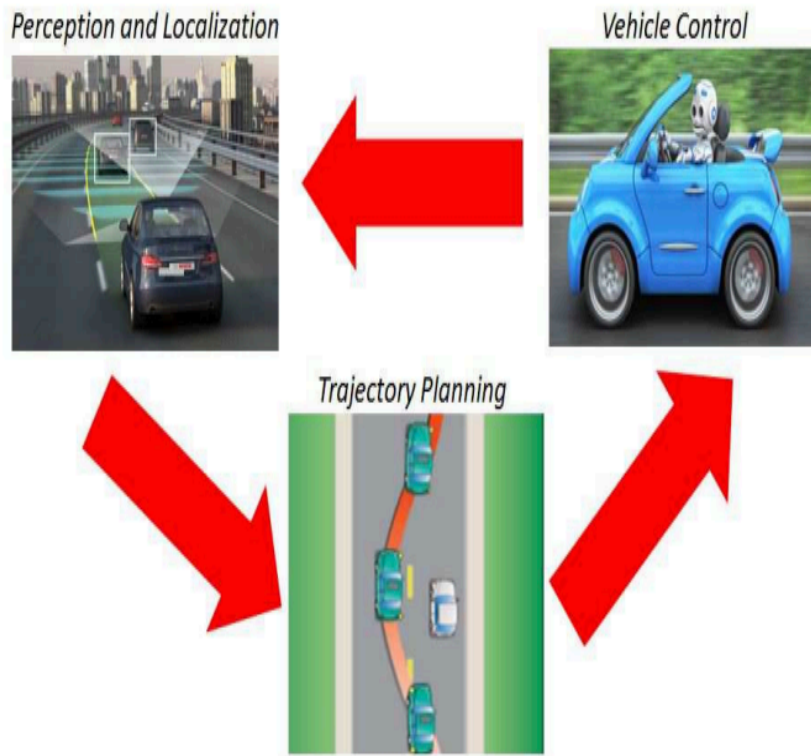 Perception and Localization
Vehicle Control
Trajectory Planning